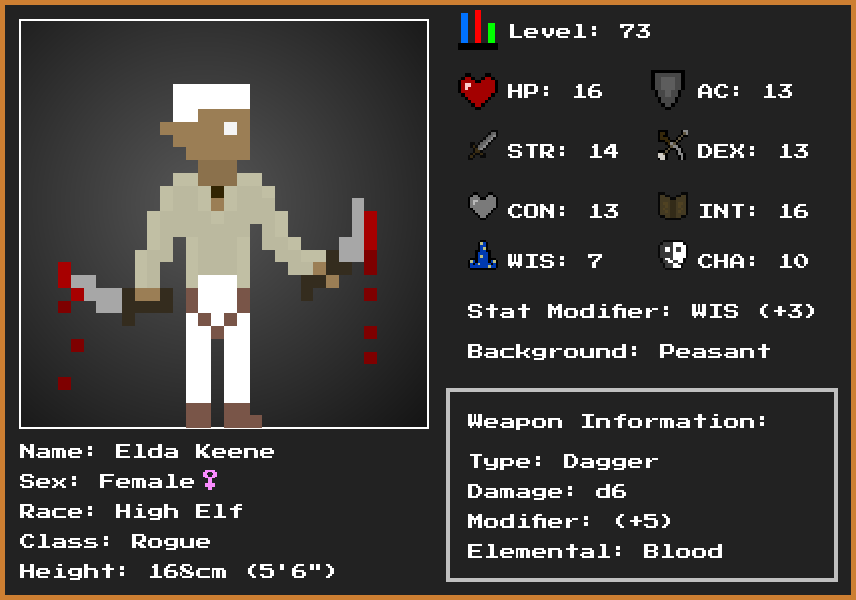 Level: 73
HP: 16 AC: 13
STR: 14 DEX: 13
CON: 13 INT: 16
WIS: 7 CHA: 10
Stat Modifier: WIS (+3)
Background: Peasant
Weapon Information:
Type: Dagger
Damage: d6
Modifier: (+5)
Elemental: Blood
Name: Elda Keene
Sex: Female♀
Race: High Elf
Class: Rogue
Height: 168cm (5'6")